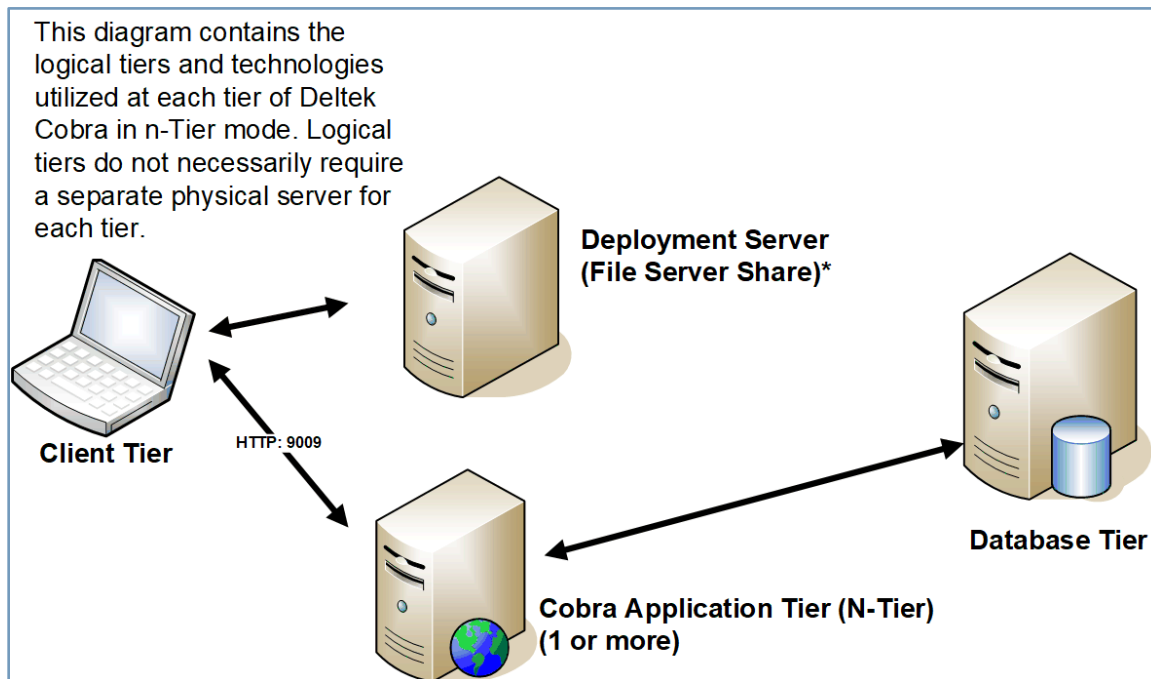 This diagram contains the
logical tiers and technologies
utilized at each tier of Deltek
Cobra in n-Tier mode. Logical
tiers do not necessarily require
a separate physical server for
each tier.
Deployment Server
(File Server Share)*
Client Tier
HTTP: 9009
Database Tier
Cobra Application Tier (N-Tier)
(1 or more)